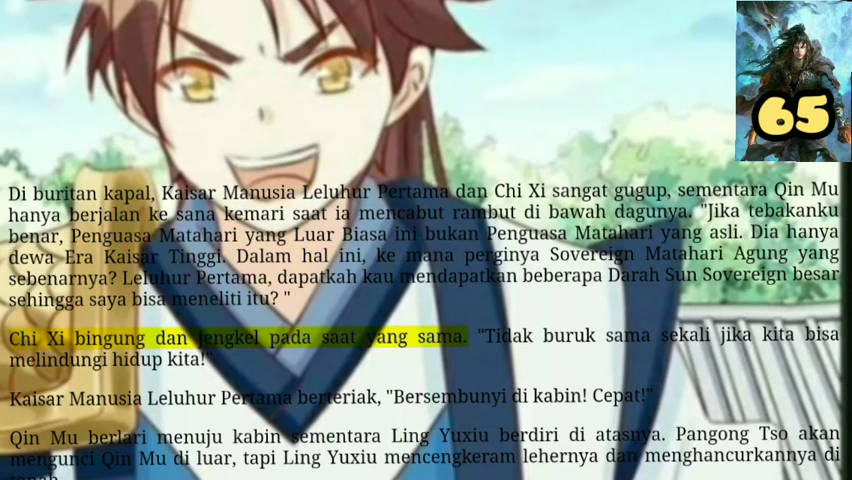 65
Di buritan kapal, Kaisar Manusia Leluhur Pertama dan Chi Xi sangat gugup, sementara Qin Mu
hanya berjalan ke sana kemari saat ia mencabut rambut di bawah dagunya. "Jika tebakanku
benar, Penguasa Matahari yang Luar Biasa ini bukan Penguasa Matahari yang asli. Dia hanya
dewa Era Kaisar Tinggi. Dalam hal ini, ke mana perginya Sovereign Matahari Agung yang
sebenarnya? Leluhur Pertama, dapatkah kau mendapatkan beberapa Darah Sun Sovereign besar
sehingga saya bisa meneliti itu? "
Chi Xi bingung dan jengkel pada saat yang sama. "Tidak buruk sama sekali jika kita bisa
melindungi hidup kita!"
Kaisar Manusia Leluhur Pertama berteriak, "Bersembunyi di kabin! Cepat!"
Qin Mu berlari menuju kabin sementara Ling Yuxiu berdiri di atasnya. Pangong Tso akan
mengunci Qin Mu di luar, tapi Ling Yuxiu mencengkeram lehernya dan menghancurkannya di
tanah.